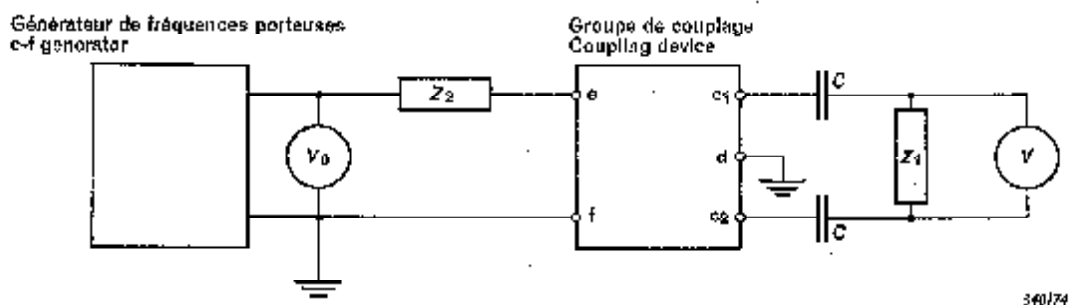 Générateur de fréquences porteuses
c-f generator
Groupe de couplage
Coupling device
Z2
e
c1
C
V0
d
Z1
V
f
c2
C
340/74